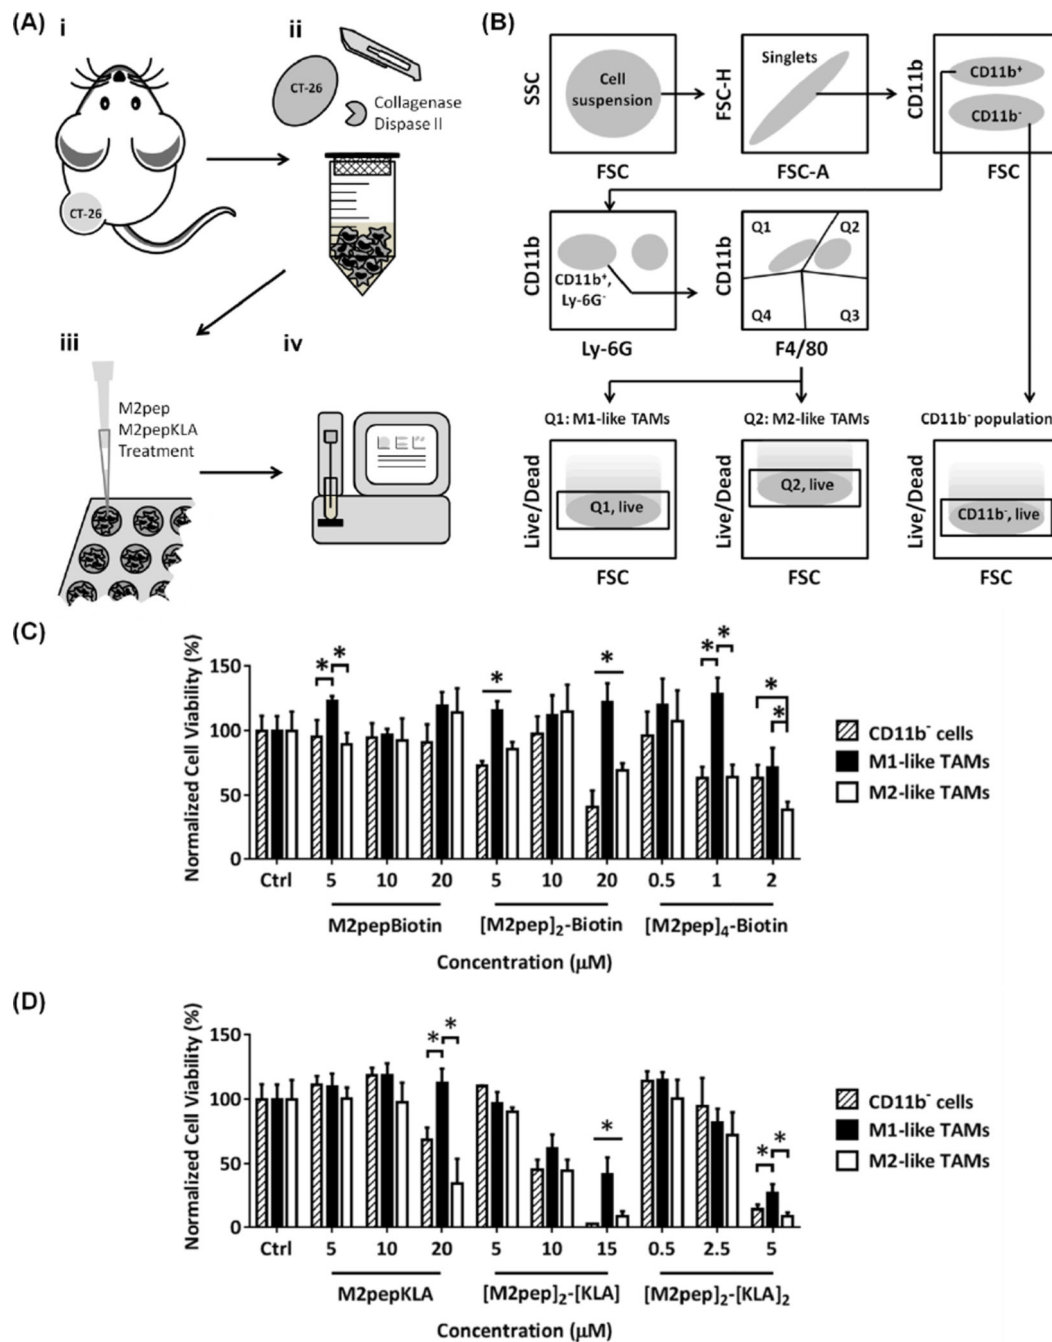 (A)
i
CT-26
ii
CT-26
Collagenase
Dispase II
iii
M2pep
M2pepKLA
Treatment
iv
(B)
SSC
Cell
suspension
FSC
FSC-H
Singlets
FSC-A
CD11b
CD11b⁺
CD11b⁻
FSC
CD11b
CD11b⁺,
Ly-6G⁻
Ly-6G
CD11b
Q1
Q2
Q4
Q3
F4/80
Q1: M1-like TAMs
Q2: M2-like TAMs
CD11b⁻ population
Live/Dead
Q1, live
FSC
Live/Dead
Q2, live
FSC
Live/Dead
CD11b⁻, live
FSC
(C)
Normalized Cell Viability (%)
150
100
50
0
* * * * * * * *
CD11b⁻ cells
M1-like TAMs
M2-like TAMs
Ctrl 5 10 20 5 10 20 0.5 1 2
M2pepBiotin [M2pep]₂-Biotin [M2pep]₄-Biotin
Concentration (μM)
(D)
Normalized Cell Viability (%)
150
100
50
0
* * * * *
CD11b⁻ cells
M1-like TAMs
M2-like TAMs
Ctrl 5 10 20 5 10 15 0.5 2.5 5
M2pepKLA [M2pep]₂-[KLA] [M2pep]₂-[KLA]₂
Concentration (μM)